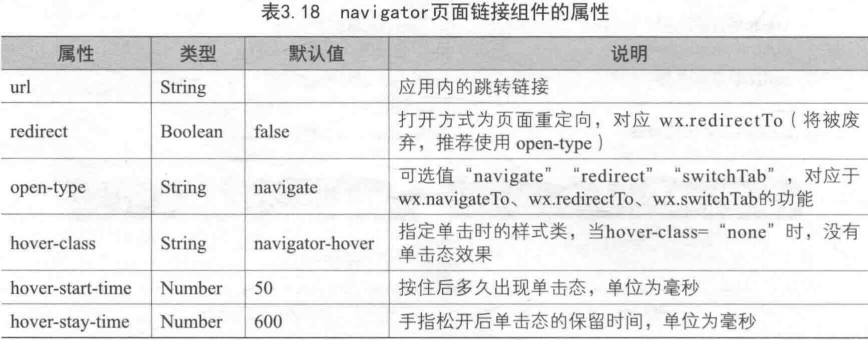 表3.18 navigator页面链接组件的属性
属性 类型 默认值 说明
url String 应用内的跳转链接
redirect Boolean false 打开方式为页面重定向，对应 wx.redirectTo（将被废
弃，推荐使用 open-type）
open-type String navigate 可选值“navigate”“redirect”“switchTab”，对应于
wx.navigateTo、wx.redirectTo、wx.switchTab的功能
hover-class String navigator-hover 指定单击时的样式类，当hover-class=“none”时，没有
单击态效果
hover-start-time Number 50 按住后多久出现单击态，单位为毫秒
hover-stay-time Number 600 手指松开后单击态的保留时间，单位为毫秒